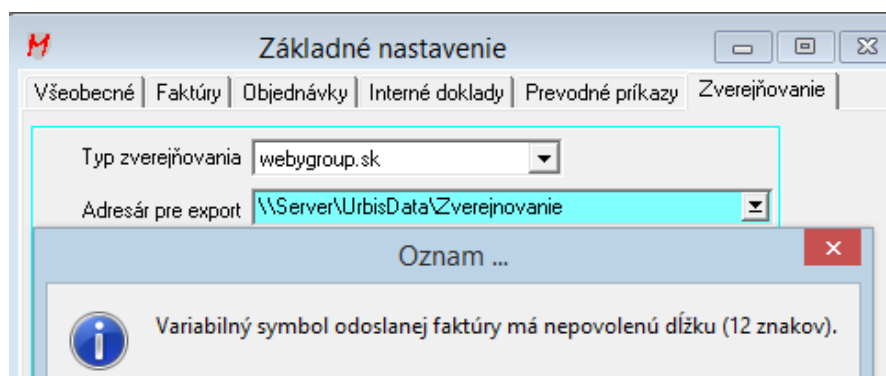 Základné nastavenie
Všeobecné Faktúry Objednávky Interné doklady Prevodné príkazy Zverejňovanie
Typ zverejňovania webygroup.sk
Adresár pre export \\Server\UrbisData\Zverejnovanie
Oznam ...
Variabilný symbol odoslanej faktúry má nepovolenú dĺžku (12 znakov).